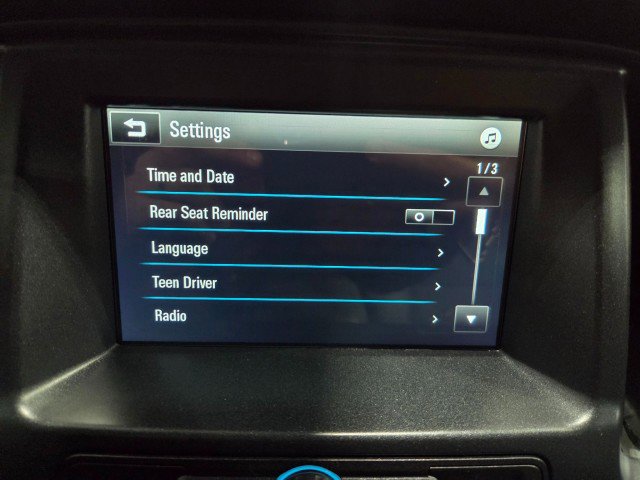 Settings
1/3
Time and Date
Rear Seat Reminder
Language
Teen Driver
Radio